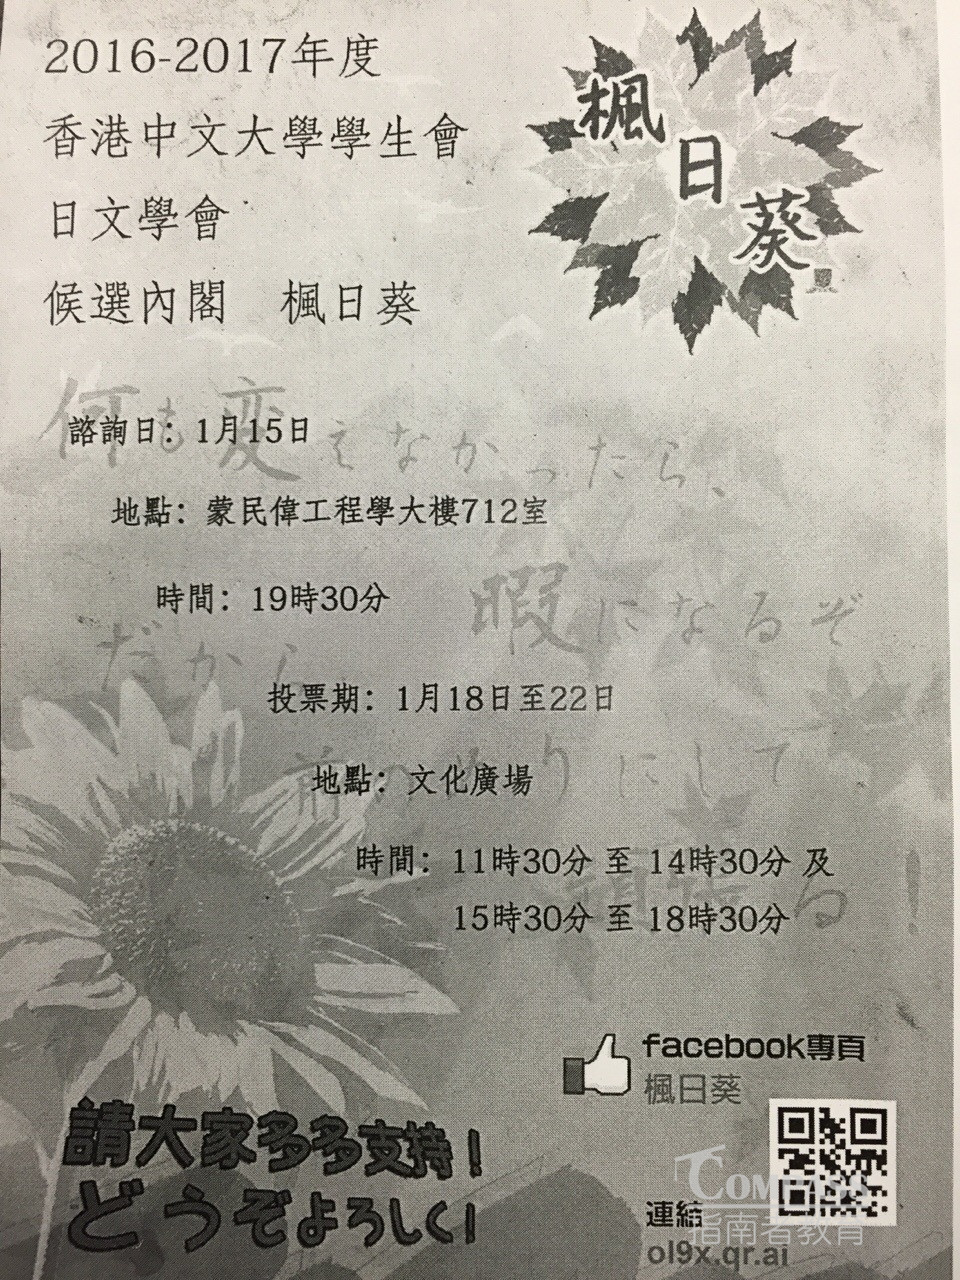 2016-2017年度
香港中文大學學生會
日文學會
候選內閣　楓日葵
楓日葵
何も変えなかったら、
諮詢日：1月15日
地點：蒙民偉工程學大樓712室
時間：19時30分
暇になるぞ
だから
投票期：1月18日至22日
前のめりにして
地點：文化廣場
時間：11時30分 至 14時30分 及
15時30分 至 18時30分
頑張る！
facebook專頁
楓日葵
請大家多多支持！
どうぞよろしく！
連結
ol9x.qr.ai
COMPASS
指南者教育